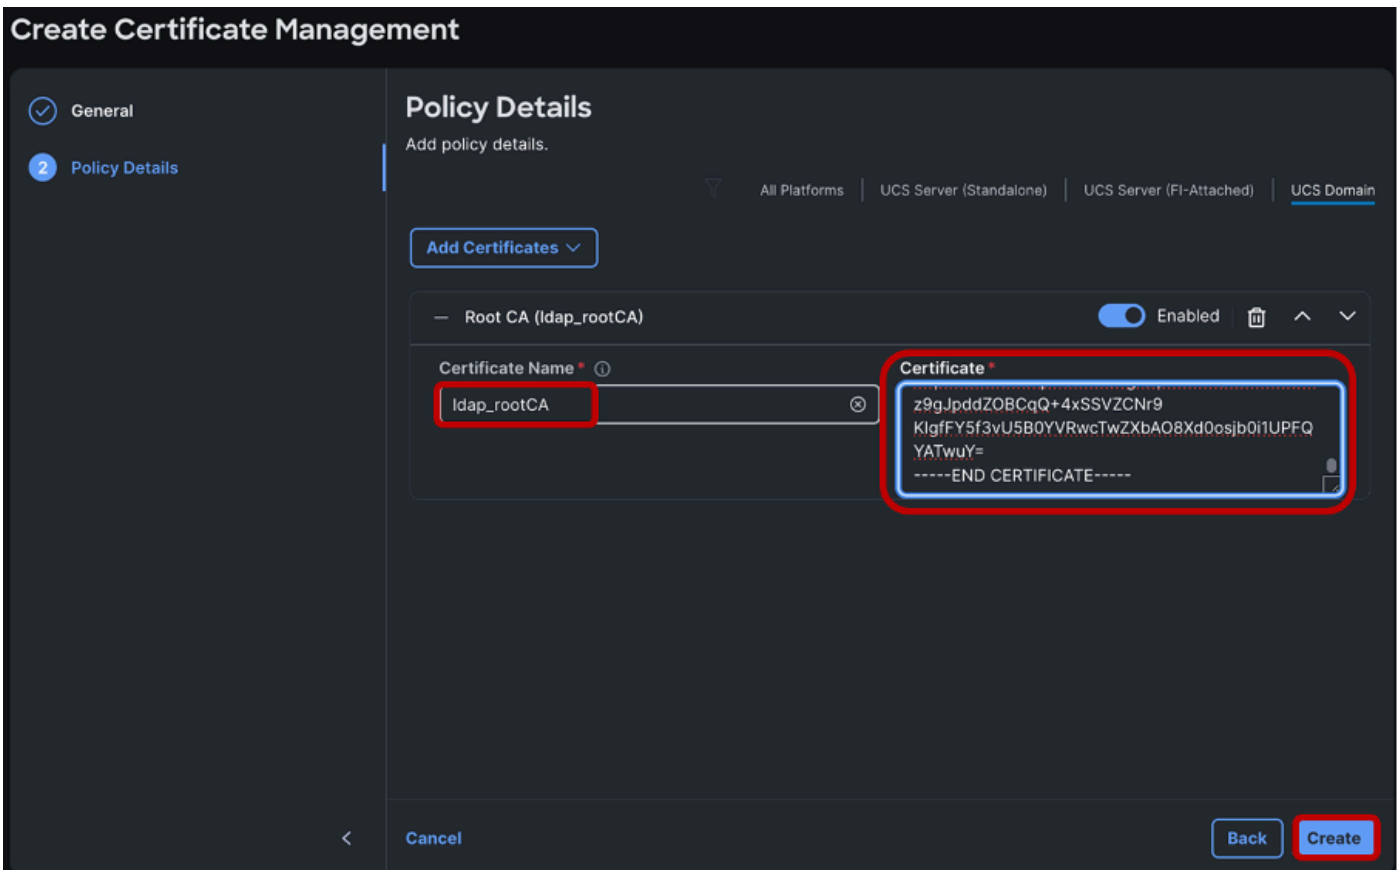 Create Certificate Management
General
2 Policy Details
Policy Details
Add policy details.
All Platforms | UCS Server (Standalone) | UCS Server (FI-Attached) | UCS Domain
Add Certificates
Root CA (ldap_rootCA)
Enabled
Certificate Name *
ldap_rootCA
Certificate *
z9gJpddZOBCqQ+4xSSVZCNr9
KIgfFY5f3vU5B0YVRwcTwZXbAO8Xd0osjb0i1UPFQ
YATwuY=
-----END CERTIFICATE-----
Cancel
Back
Create